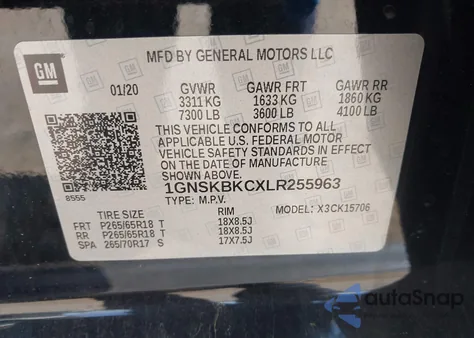 GM
MFD BY GENERAL MOTORS LLC
01/20 GVWR GAWR FRT GAWR RR
3311 KG 1633 KG 1860 KG
7300 LB 3600 LB 4100 LB
THIS VEHICLE CONFORMS TO ALL
APPLICABLE U.S. FEDERAL MOTOR
VEHICLE SAFETY STANDARDS IN EFFECT
ON THE DATE OF MANUFACTURE
SHOWN ABOVE.
8555 1GNSKBKCXLR255963
TYPE: M.P.V. MODEL: X3CK15706
TIRE SIZE RIM
FRT P265/65R18 T 18X8.5J
RR P265/65R18 T 18X8.5J
SPA 265/70R17 S 17X7.5J
autoSnap